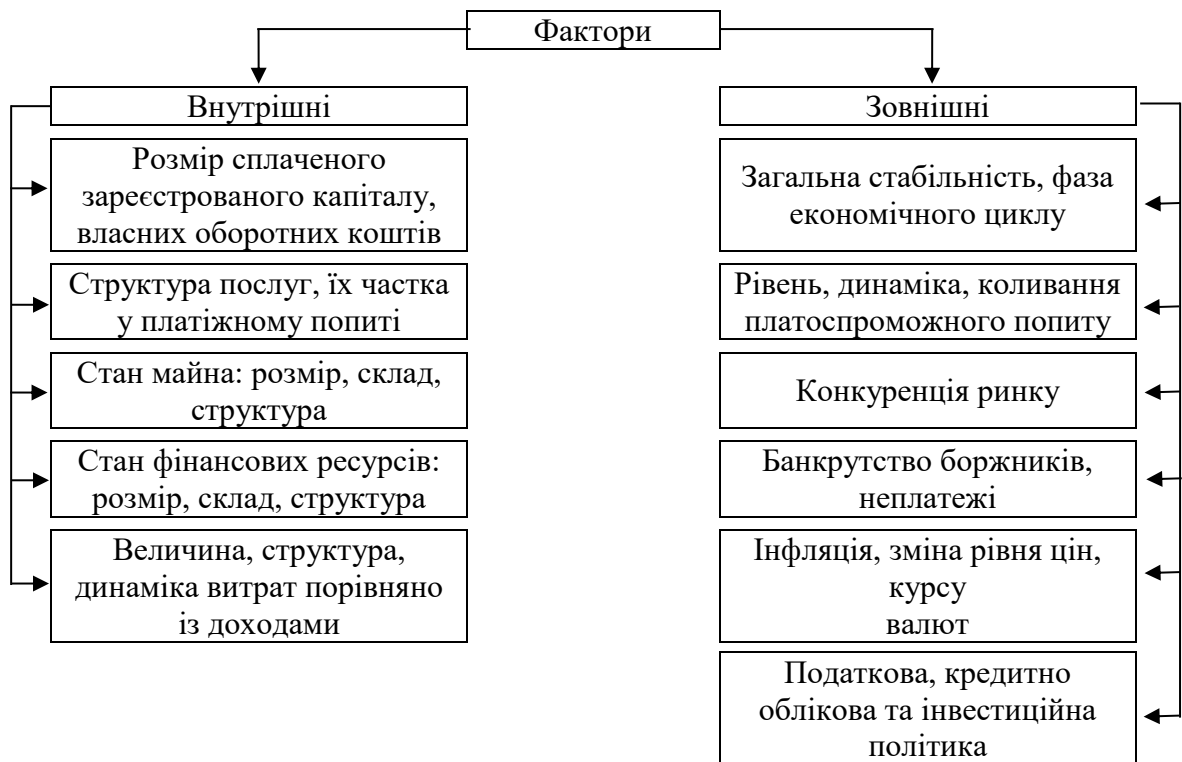 Фактори
Внутрішні
Розмір сплаченого
зареєстрованого капіталу,
власних оборотних коштів
Структура послуг, їх частка
у платіжному попиті
Стан майна: розмір, склад,
структура
Стан фінансових ресурсів:
розмір, склад, структура
Величина, структура,
динаміка витрат порівняно
із доходами
Зовнішні
Загальна стабільність, фаза
економічного циклу
Рівень, динаміка, коливання
платоспроможного попиту
Конкуренція ринку
Банкрутство боржників,
неплатежі
Інфляція, зміна рівня цін,
курсу
валют
Податкова, кредитно
облікова та інвестиційна
політика